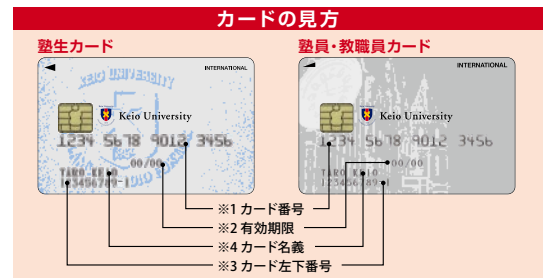 カードの見方
塾生カード
塾員・教職員カード
KEIO UNIVERSITY
INTERNATIONAL
Keio University
1234 5678 9012 3456
00/00
TARO KEIO
123456789-1
INTERNATIONAL
Keio University
1234 5678 9012 3456
00/00
TARO KEIO
123456789-1
※1 カード番号
※2 有効期限
※4 カード名義
※3 カード左下番号